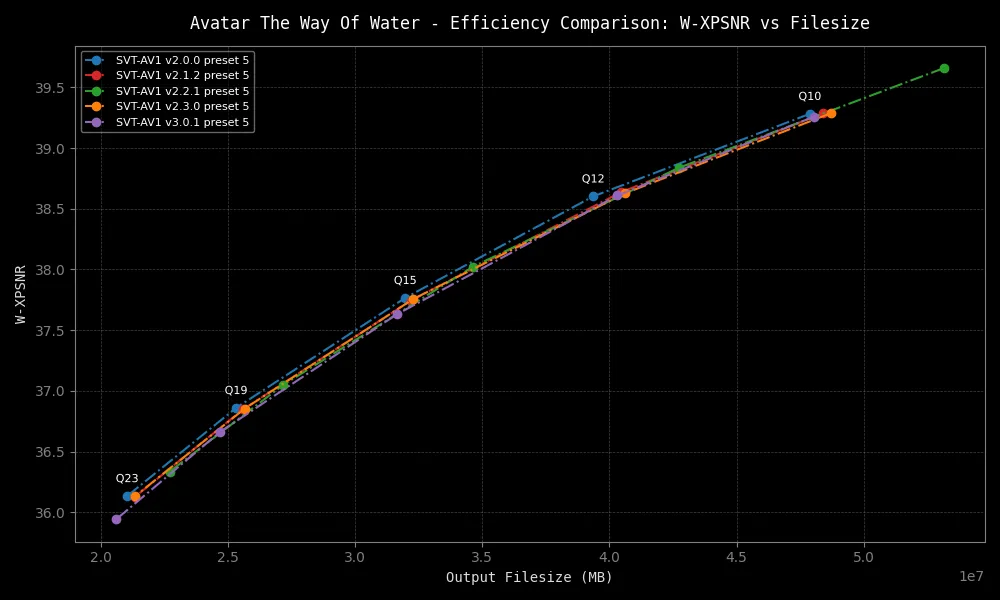 Avatar The Way Of Water - Efficiency Comparison: W-XPSNR vs Filesize
SVT-AV1 v2.0.0 preset 5
SVT-AV1 v2.1.2 preset 5
SVT-AV1 v2.2.1 preset 5
SVT-AV1 v2.3.0 preset 5
SVT-AV1 v3.0.1 preset 5
W-XPSNR
39.5
39.0
38.5
38.0
37.5
37.0
36.5
36.0
Q10
Q12
Q15
Q19
Q23
2.0 2.5 3.0 3.5 4.0 4.5 5.0
1e7
Output Filesize (MB)